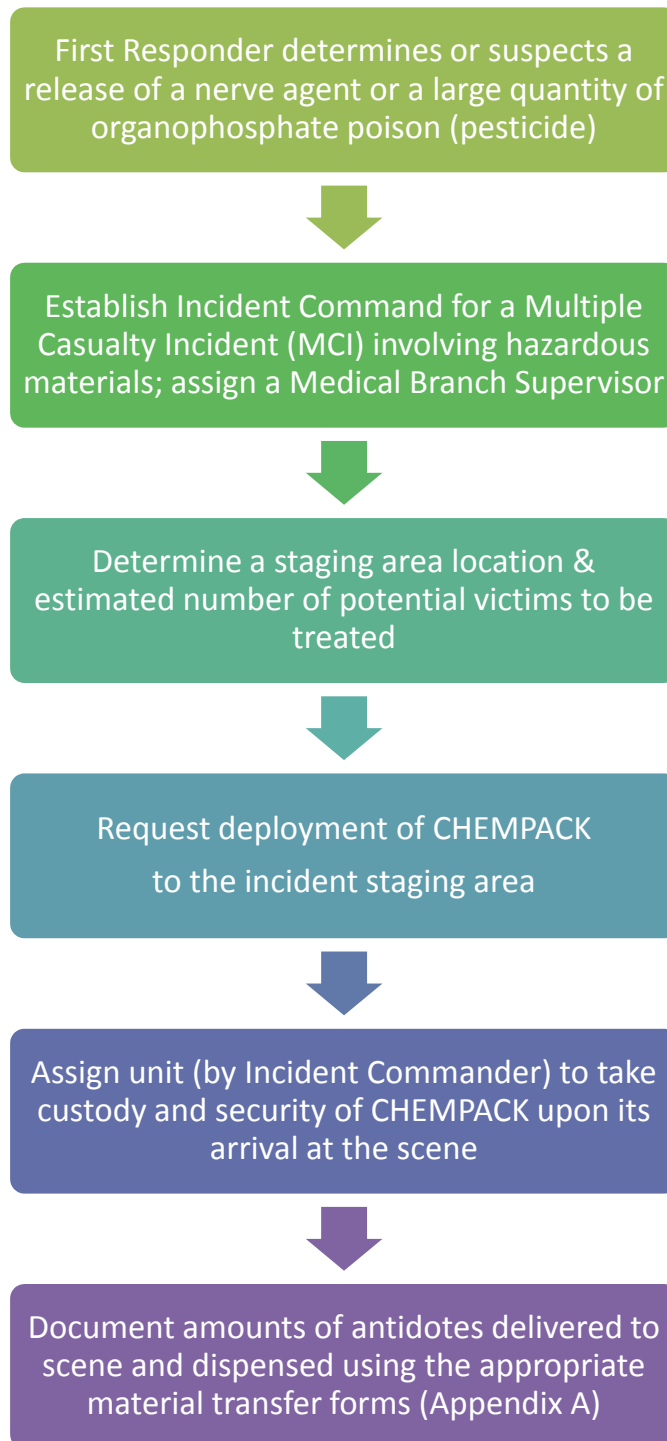 First Responder determines or suspects a
release of a nerve agent or a large quantity of
organophosphate poison (pesticide)
Establish Incident Command for a Multiple
Casualty Incident (MCI) involving hazardous
materials; assign a Medical Branch Supervisor
Determine a staging area location &
estimated number of potential victims to be
treated
Request deployment of CHEMPACK
to the incident staging area
Assign unit (by Incident Commander) to take
custody and security of CHEMPACK upon its
arrival at the scene
Document amounts of antidotes delivered to
scene and dispensed using the appropriate
material transfer forms (Appendix A)